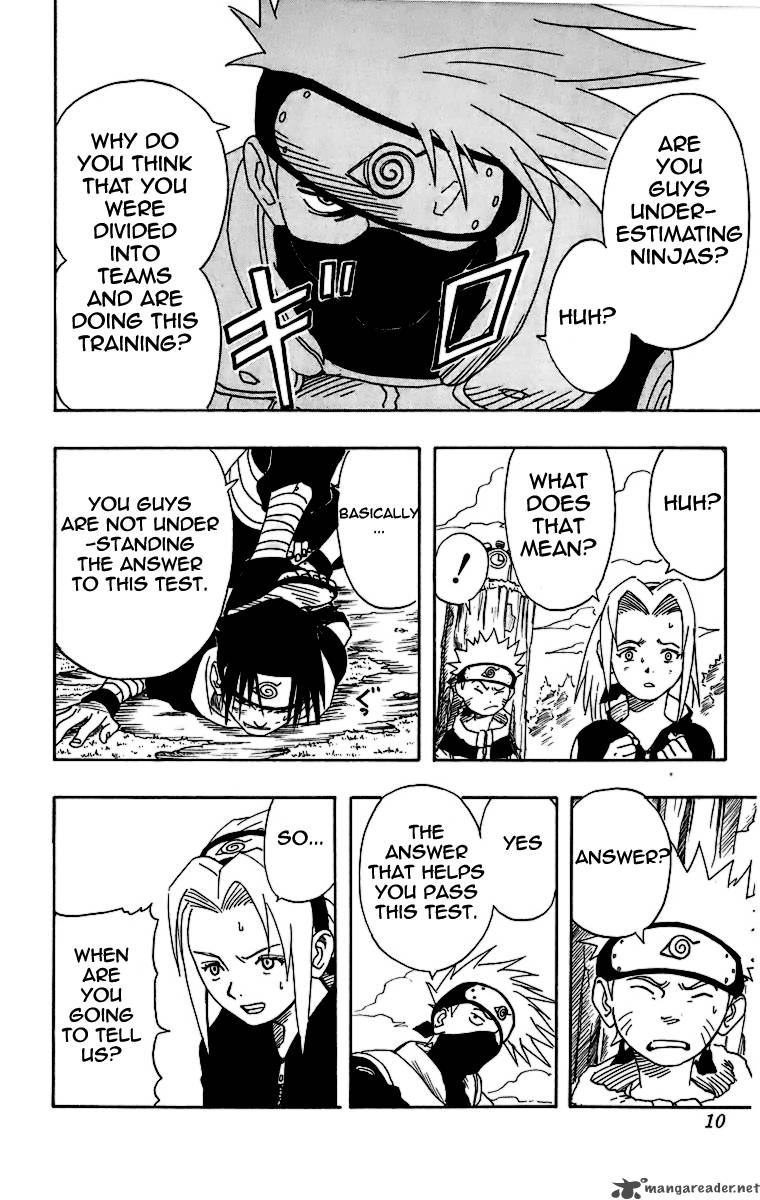 ARE
YOU
GUYS
UNDER-
ESTIMATING
NINJAS?
HUH?
WHY DO
YOU THINK
THAT YOU
WERE
DIVIDED
INTO
TEAMS
AND ARE
DOING THIS
TRAINING?
ギロ
HUH?
WHAT
DOES
THAT
MEAN?
!
BASICALLY
...
YOU GUYS
ARE NOT UNDER
-STANDING
THE ANSWER
TO THIS TEST.
ぐ
ANSWER?
YES
THE
ANSWER
THAT HELPS
YOU PASS
THIS TEST.
SO...
WHEN
ARE
YOU
GOING
TO TELL
US?
10
mangareader.net